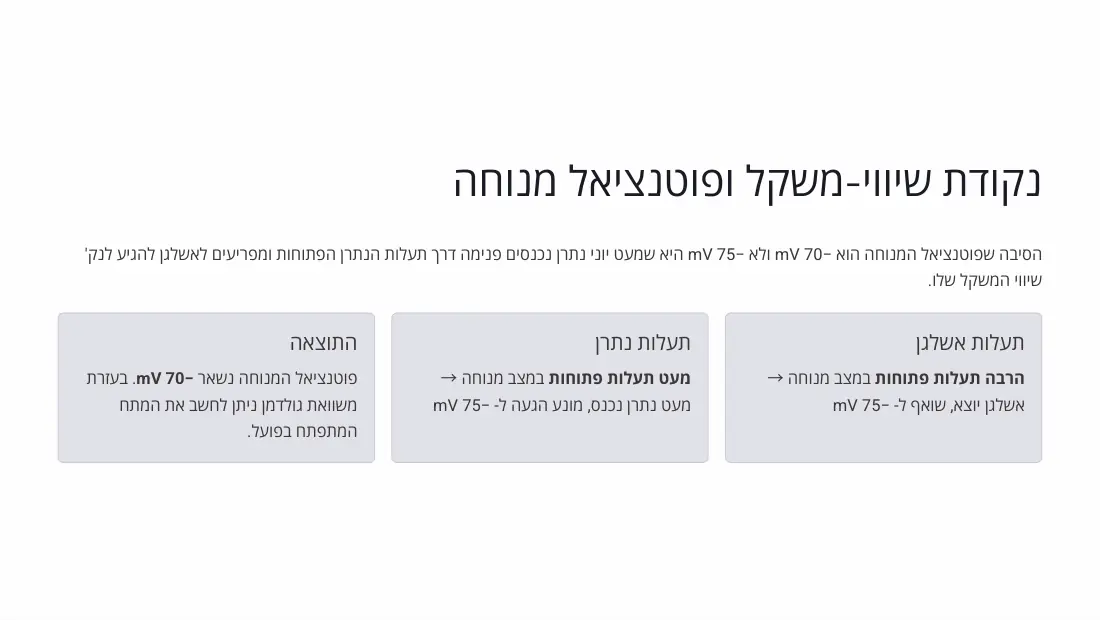 נקודת שיווי-משקל ופוטנציאל מנוחה
הסיבה שפוטנציאל המנוחה הוא −70 mV ולא −75 mV היא שמעט יוני נתרן נכנסים פנימה דרך תעלות הנתרן הפתוחות ומפריעים לאשלגן להגיע לנק'
שיווי המשקל שלו.
תעלות אשלגן
הרבה תעלות פתוחות במצב מנוחה →
אשלגן יוצא, שואף ל- −75 mV
תעלות נתרן
מעט תעלות פתוחות במצב מנוחה →
מעט נתרן נכנס, מונע הגעה ל- −75 mV
התוצאה
פוטנציאל המנוחה נשאר −70 mV. בעזרת
משוואת גולדמן ניתן לחשב את המתח
המתפתח בפועל.